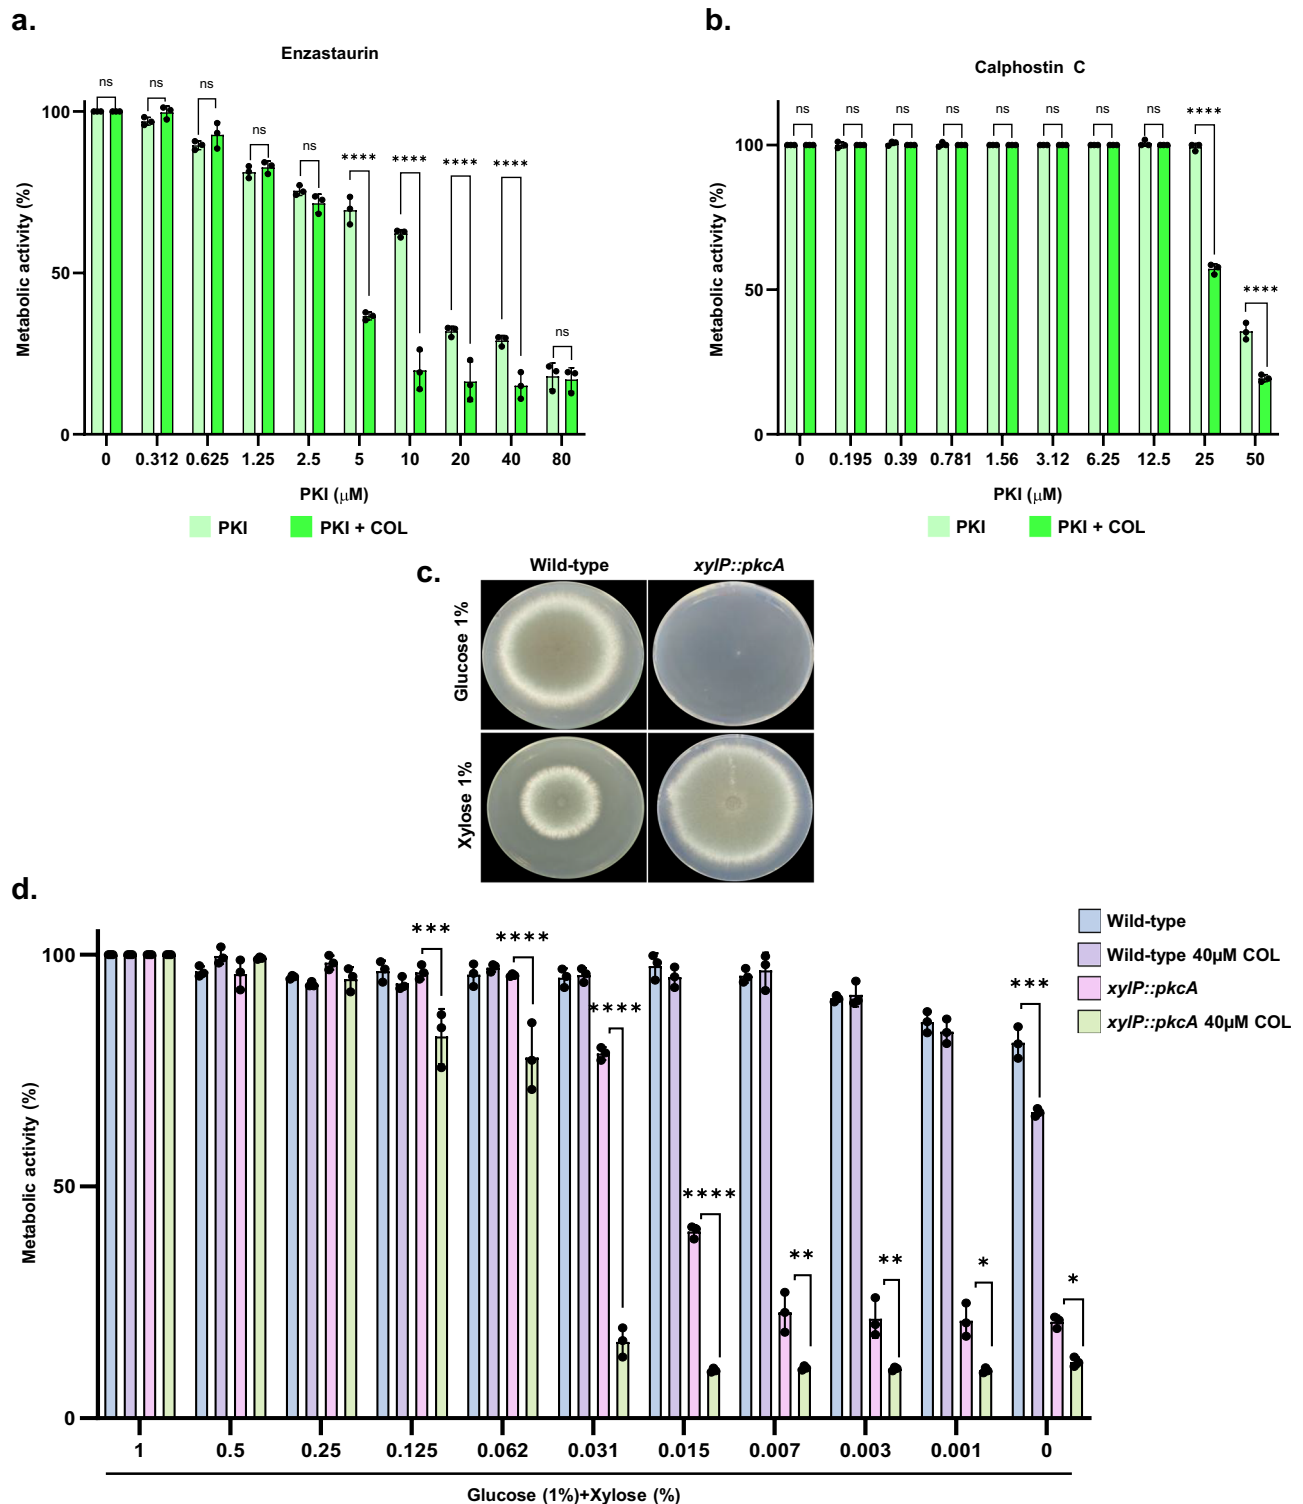 a.
Enzastaurin
ns
ns
ns
ns
ns
****
****
****
****
ns
100
50
0
Metabolic activity (%)
0 0.312 0.625 1.25 2.5 5 10 20 40 80
PKI (μM)
PKI PKI + COL
b.
Calphostin C
ns ns ns ns ns ns ns ns ****
****
100
50
0
Metabolic activity (%)
0 0.195 0.39 0.781 1.56 3.12 6.25 12.5 25 50
PKI (μM)
PKI PKI + COL
c.
Wild-type xylP::pkcA
Glucose 1%
Xylose 1%
d.
Wild-type
Wild-type 40μM COL
xylP::pkcA
xylP::pkcA 40μM COL
***
****
****
****
**
**
*
***
*
100
50
0
Metabolic activity (%)
1 0.5 0.25 0.125 0.062 0.031 0.015 0.007 0.003 0.001 0
Glucose (1%)+Xylose (%)